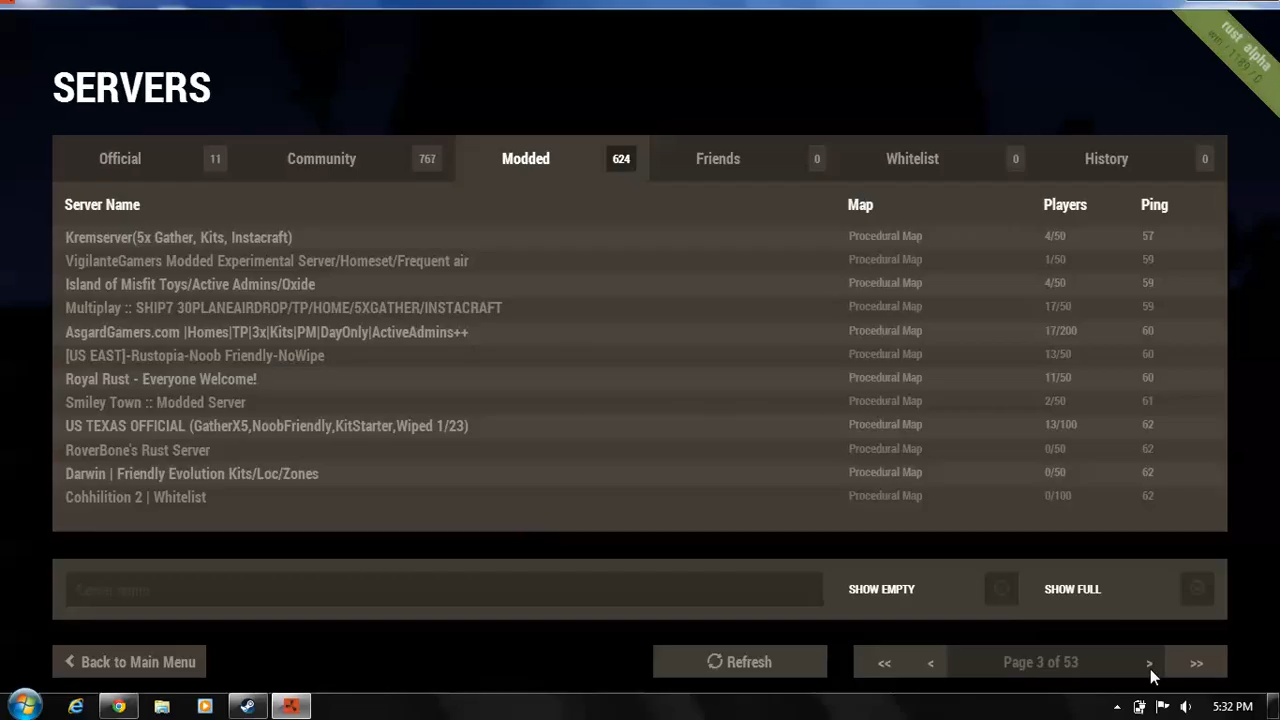 rust alpha
SERVERS
Official 11 Community 767 Modded 624 Friends 0 Whitelist 0 History 0
Server Name Map Players Ping
Kremserver(5x Gather, Kits, Instacraft) Procedural Map 4/50 57
VigilanteGamers Modded Experimental Server/Homeset/Frequent air Procedural Map 1/50 59
Island of Misfit Toys/Active Admins/Oxide Procedural Map 4/50 59
Multiplay :: SHIP7 30PLANEAIRDROP/TP/HOME/5XGATHER/INSTACRAFT Procedural Map 17/50 59
AsgardGamers.com |Homes|TP|3x|Kits|PM|DayOnly|ActiveAdmins++ Procedural Map 17/200 60
[US EAST]-Rustopia-Noob Friendly-NoWipe Procedural Map 13/50 60
Royal Rust - Everyone Welcome! Procedural Map 11/50 60
Smiley Town :: Modded Server Procedural Map 2/50 61
US TEXAS OFFICIAL (GatherX5,NoobFriendly,KitStarter,Wiped 1/23) Procedural Map 13/100 62
RoverBone's Rust Server Procedural Map 0/50 62
Darwin | Friendly Evolution Kits/Loc/Zones Procedural Map 0/50 62
Cohhilition 2 | Whitelist Procedural Map 0/100 62
SHOW EMPTY SHOW FULL
< Back to Main Menu Refresh << < Page 3 of 53 > >>
5:32 PM